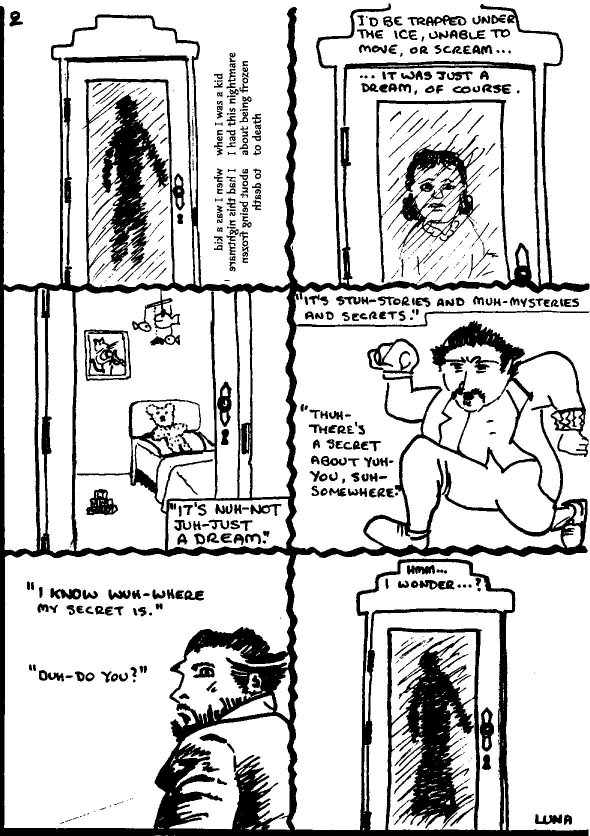 2
when I was a kid
I had this nightmare
about being frozen
to death
when I was a kid
I had this nightmare
about being frozen
to death
I'D BE TRAPPED UNDER
THE ICE, UNABLE TO
MOVE, OR SCREAM...
... IT WAS JUST A
DREAM, OF COURSE.
"IT'S NUH-NOT
JUH-JUST
A DREAM."
"IT'S STUH-STORIES AND MUH-MYSTERIES
AND SECRETS."
"THUH-
THERE'S
A SECRET
ABOUT YUH-
YOU, SUH-
SOMEWHERE."
"I KNOW WUH-WHERE
MY SECRET IS."
"DUH-DO YOU?"
HMM...
I WONDER...?
LUNA